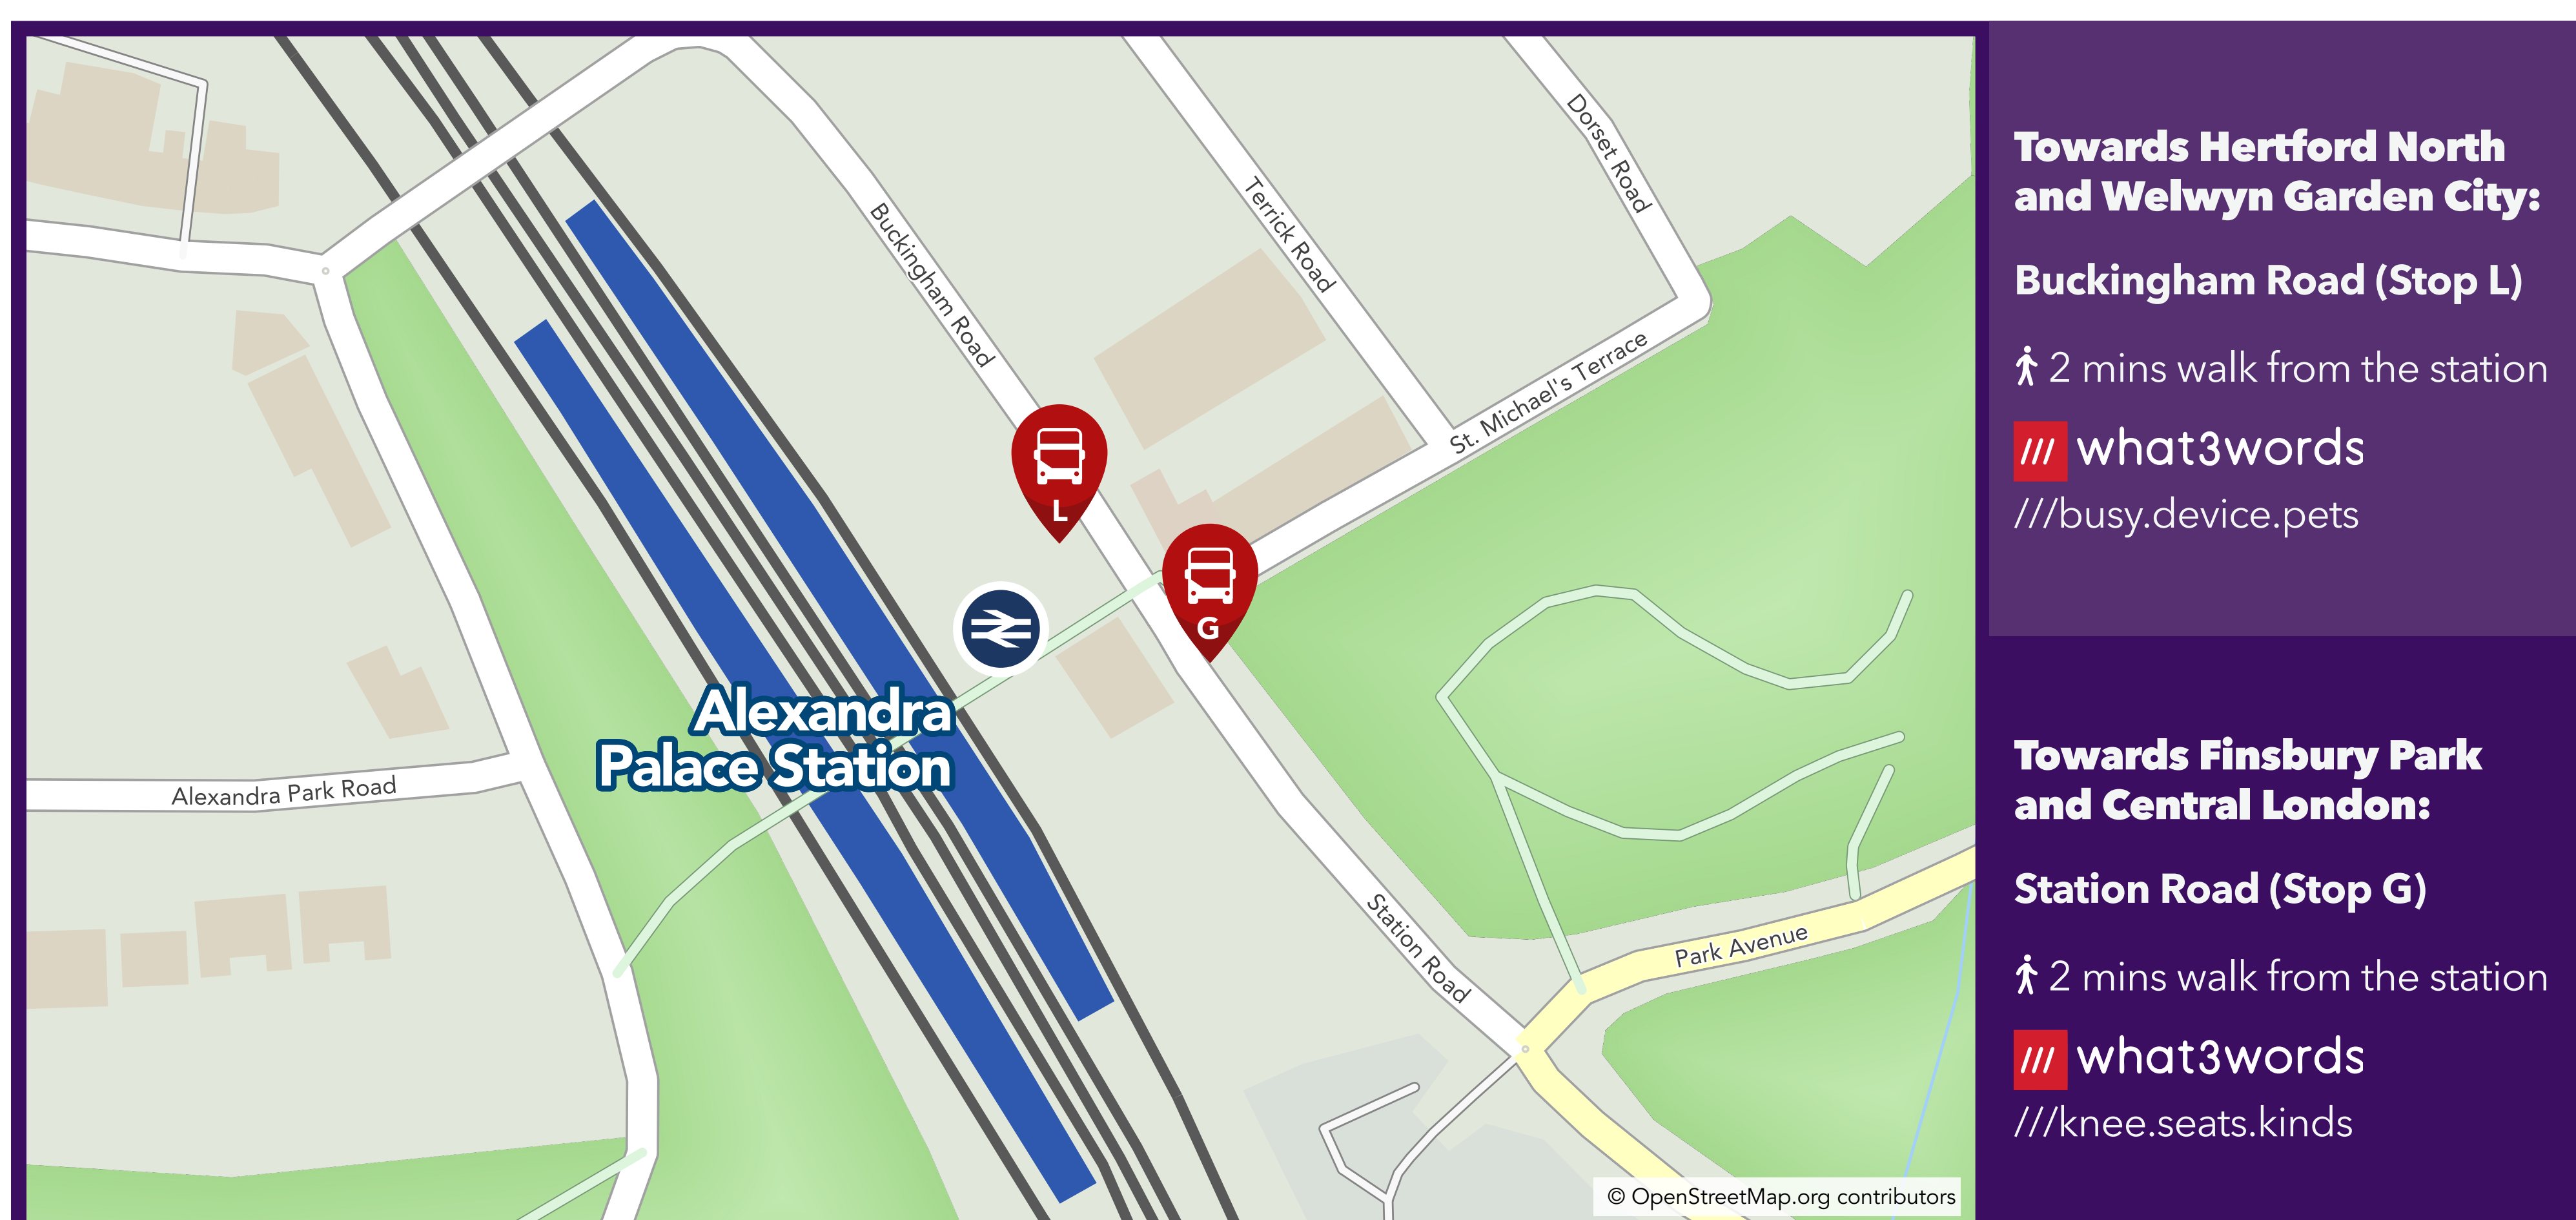 Dorset Road
Terrick Road
Buckingham Road
St. Michael's Terrace
L
G
Alexandra
Palace Station
Alexandra Park Road
Station Road
Park Avenue
© OpenStreetMap.org contributors
Towards Hertford North
and Welwyn Garden City:
Buckingham Road (Stop L)
2 mins walk from the station
/// what3words
///busy.device.pets
Towards Finsbury Park
and Central London:
Station Road (Stop G)
2 mins walk from the station
/// what3words
///knee.seats.kinds